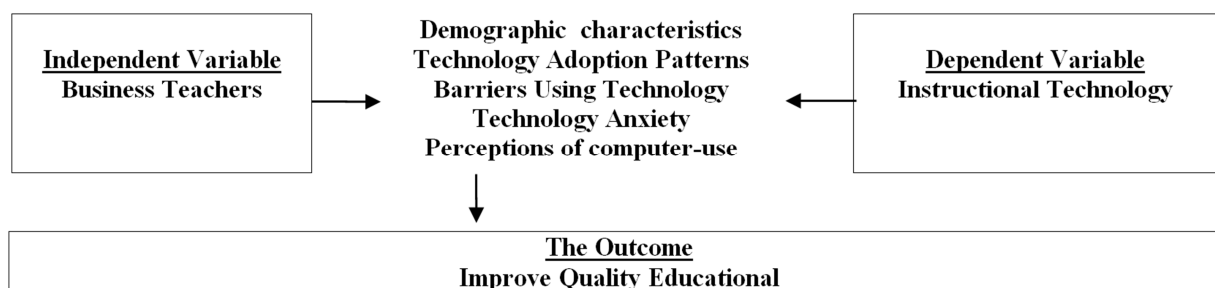 Independent Variable
Business Teachers
Demographic characteristics
Technology Adoption Patterns
Barriers Using Technology
Technology Anxiety
Perceptions of computer-use
Dependent Variable
Instructional Technology
The Outcome
Improve Quality Educational